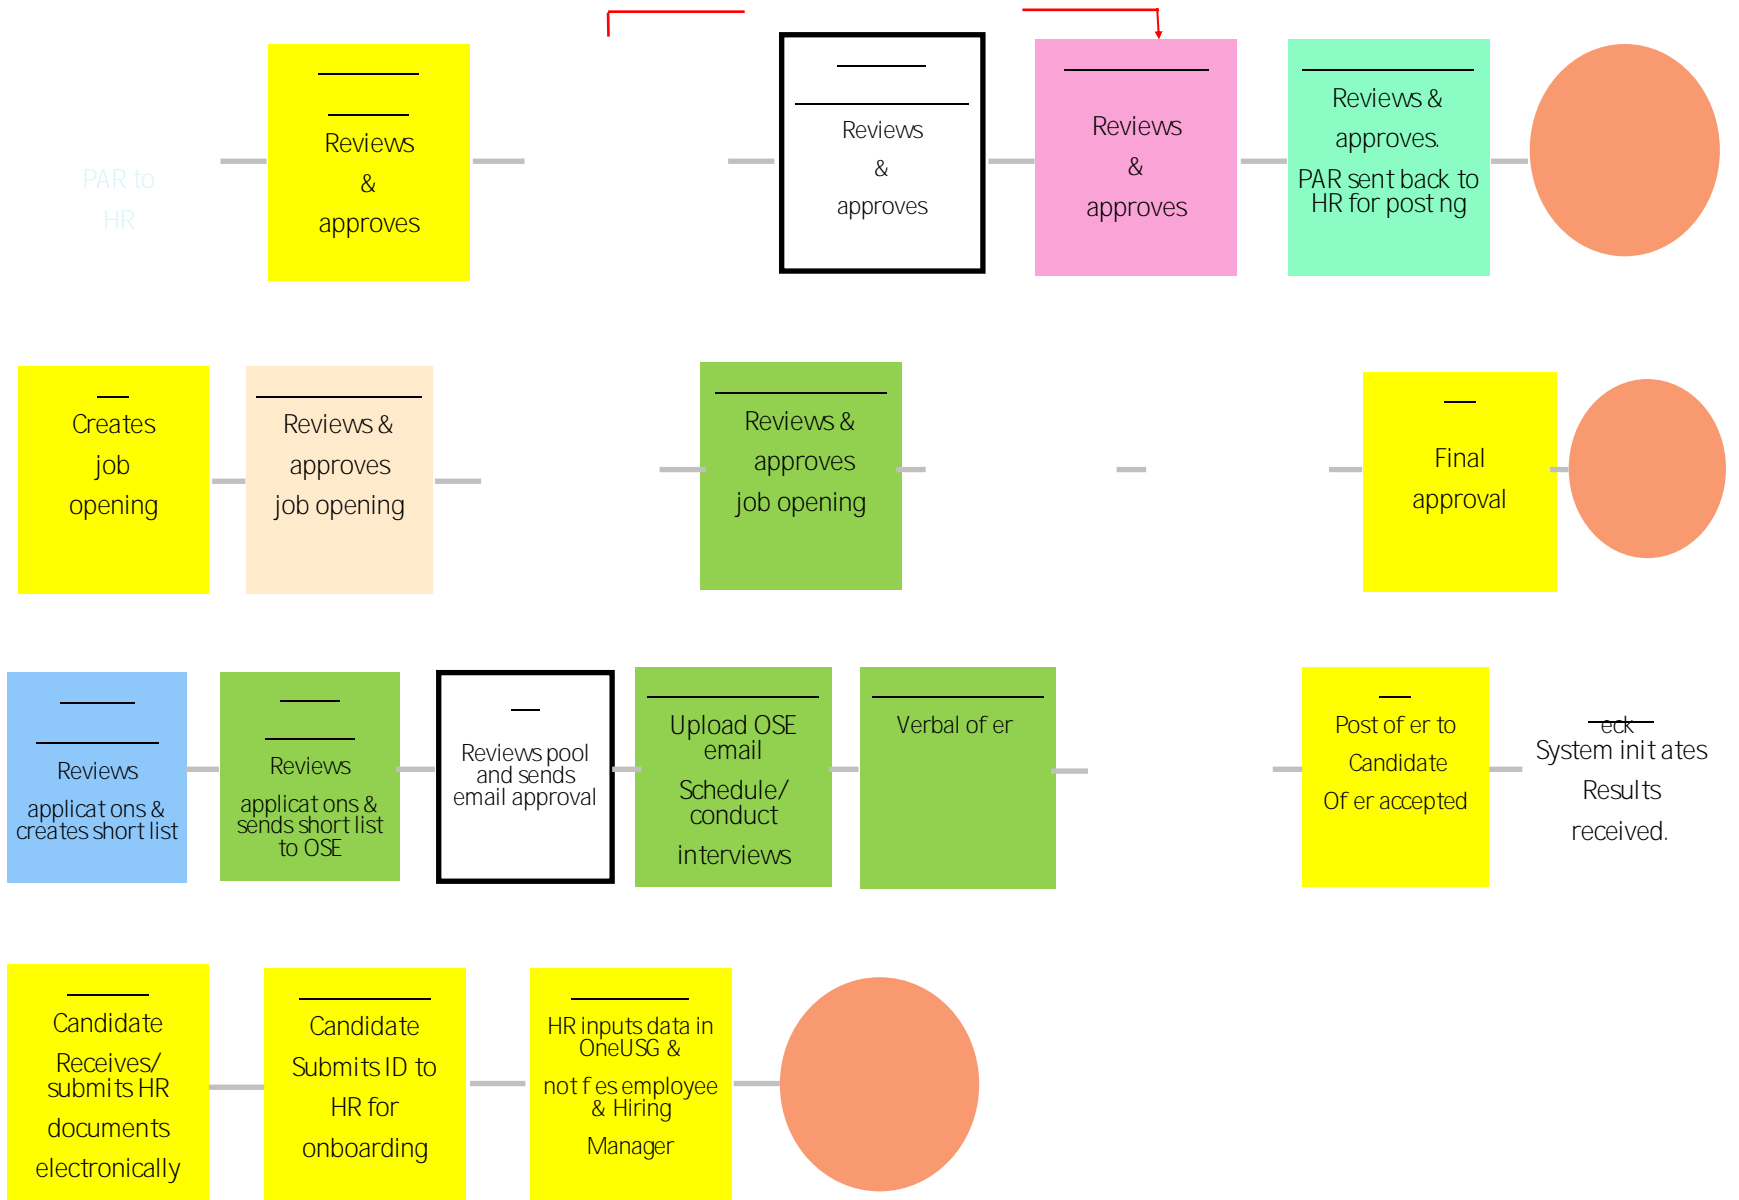 PAR to
HR
Reviews
&
approves
Reviews
&
approves
Reviews
&
approves
Reviews &
approves.
PAR sent back to
HR for post ng
Creates
job
opening
Reviews &
approves
job opening
Reviews &
approves
job opening
Final
approval
Reviews
applicat ons &
creates short list
Reviews
applicat ons &
sends short list
to OSE
Reviews pool
and sends
email approval
Upload OSE
email
Schedule/
conduct
interviews
Verbal of er
Post of er to
Candidate
Of er accepted
eck
System init ates
Results
received.
Candidate
Receives/
submits HR
documents
electronically
Candidate
Submits ID to
HR for
onboarding
HR inputs data in
OneUSG &
not f es employee
& Hiring
Manager